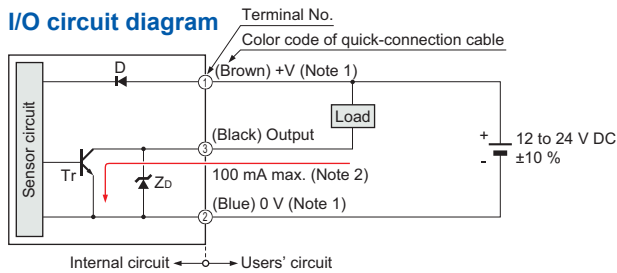 I/O circuit diagram
Terminal No.
Color code of quick-connection cable
D
(Brown) +V (Note 1)
1
Load
Sensor circuit
(Black) Output
3
+
12 to 24 V DC
±10 %
-
Tr
ZD
100 mA max. (Note 2)
(Blue) 0 V (Note 1)
2
Internal circuit
Users' circuit